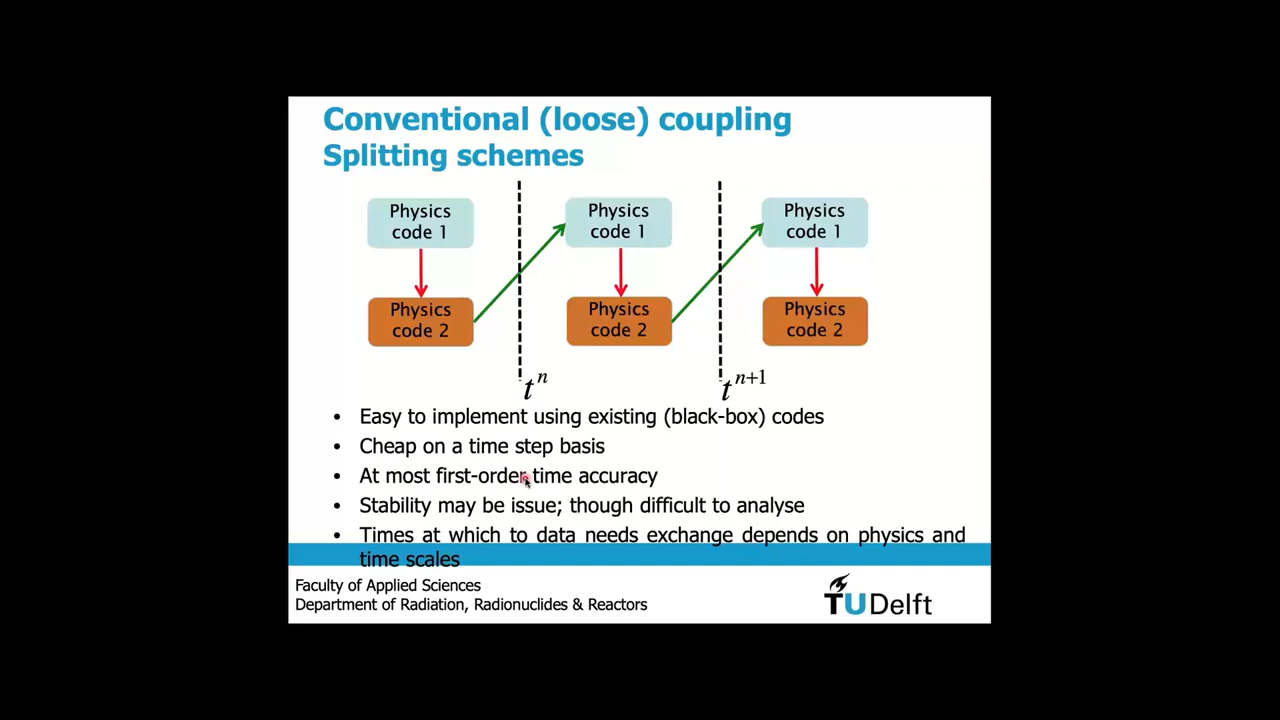 Conventional (loose) coupling
Splitting schemes
Physics
code 1
Physics
code 1
Physics
code 1
Physics
code 2
Physics
code 2
Physics
code 2
t^n
t^{n+1}
• Easy to implement using existing (black-box) codes
• Cheap on a time step basis
• At most first-order time accuracy
• Stability may be issue; though difficult to analyse
• Times at which to data needs exchange depends on physics and
time scales
Faculty of Applied Sciences
Department of Radiation, Radionuclides & Reactors
TUDelft